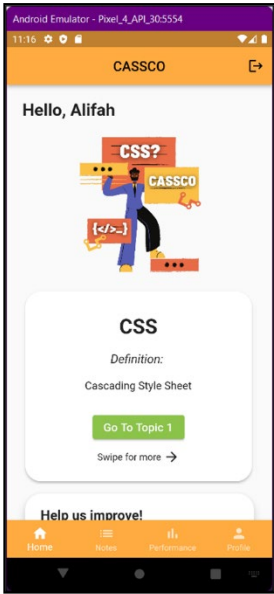 Android Emulator - Pixel_4_API_30:5554
11:16
CASSCO
Hello, Alifah
CSS?
CASSCO
{</>_}
CSS
Definition:
Cascading Style Sheet
Go To Topic 1
Swipe for more →
Help us improve!
Home Notes Performance Profile